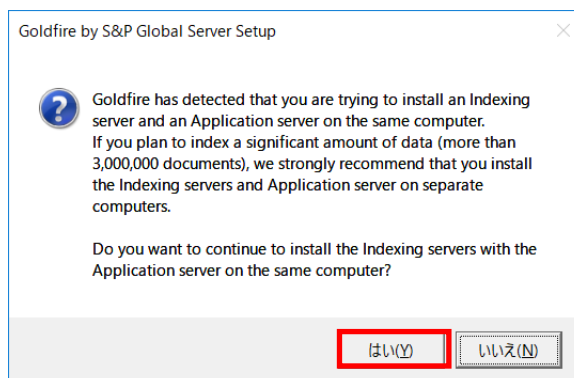 Goldfire by S&P Global Server Setup
Goldfire has detected that you are trying to install an Indexing
server and an Application server on the same computer.
If you plan to index a significant amount of data (more than
3,000,000 documents), we strongly recommend that you install
the Indexing servers and Application server on separate
computers.
Do you want to continue to install the Indexing servers with the
Application server on the same computer?
はい(Y)
いいえ(N)